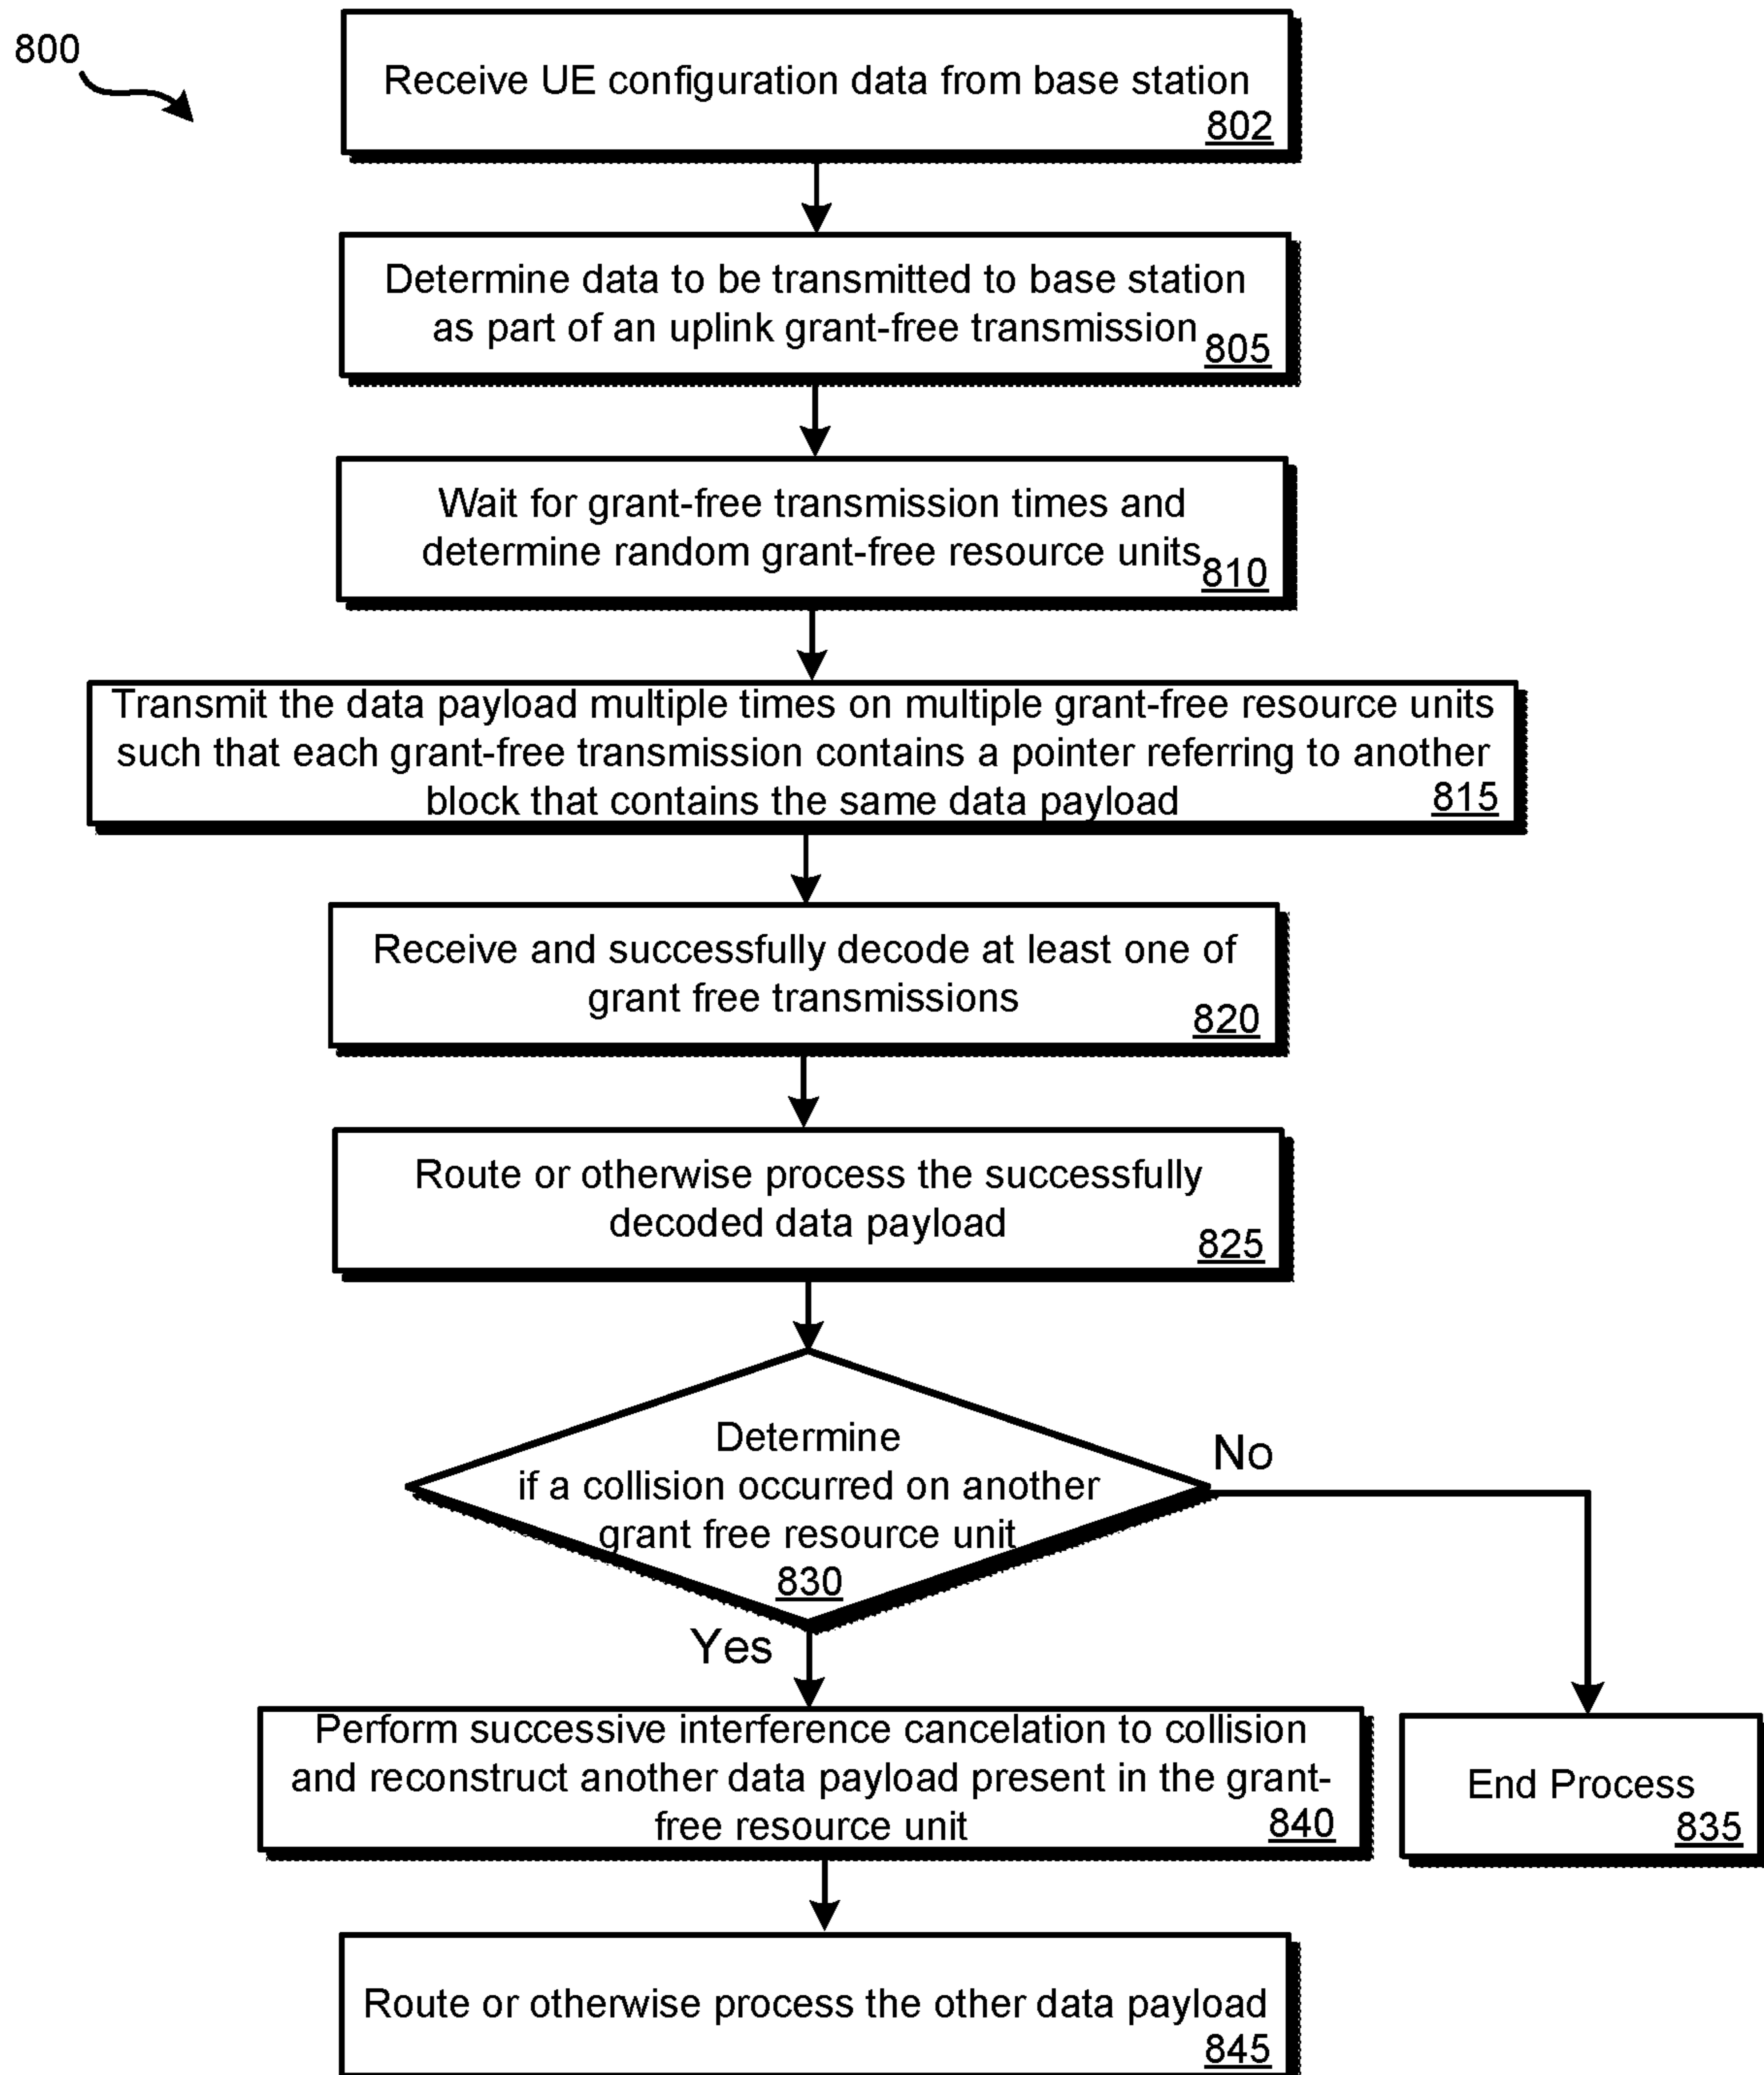 800
Receive UE configuration data from base station
802
Determine data to be transmitted to base station
as part of an uplink grant-free transmission
805
Wait for grant-free transmission times and
determine random grant-free resource units
810
Transmit the data payload multiple times on multiple grant-free resource units
such that each grant-free transmission contains a pointer referring to another
block that contains the same data payload
815
Receive and successfully decode at least one of
grant free transmissions
820
Route or otherwise process the successfully
decoded data payload
825
Determine
if a collision occurred on another
grant free resource unit
830
No
Yes
Perform successive interference cancelation to collision
and reconstruct another data payload present in the grant-
free resource unit
840
End Process
835
Route or otherwise process the other data payload
845